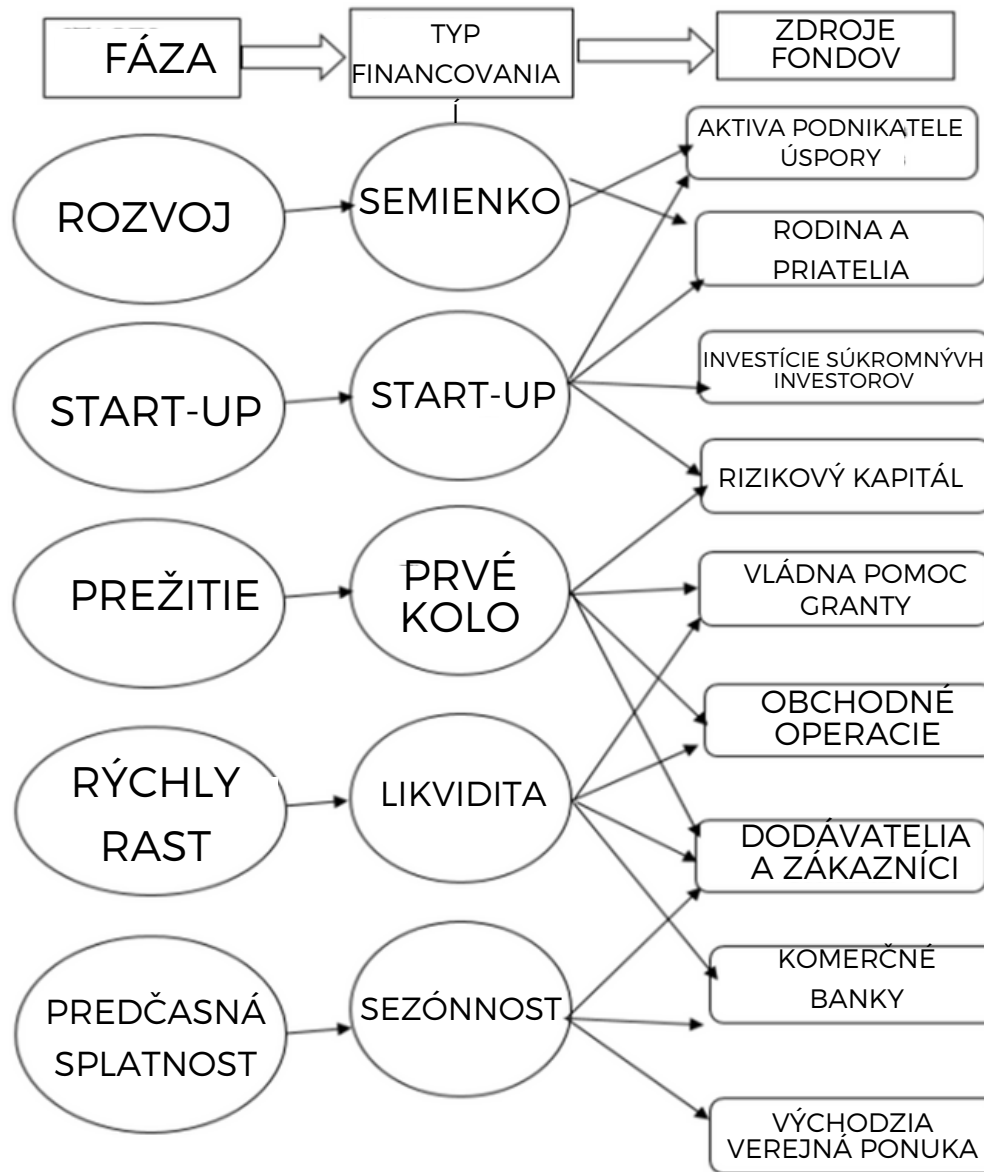 FÁZA
TYP
FINANCOVANIA
Í
ZDROJE
FONDOV
ROZVOJ
SEMIENKO
AKTIVA PODNIKATELE
ÚSPORY
RODINA A
PRIATELIA
START-UP
START-UP
INVESTÍCIE SÚKROMNÝVH
INVESTOROV
RIZIKOVÝ KAPITÁL
PREŽITIE
PRVÉ
KOLO
VLÁDNA POMOC
GRANTY
OBCHODNÉ
OPERACIE
RÝCHLY
RAST
LIKVIDITA
DODÁVATELIA
A ZÁKAZNÍCI
PREDČASNÁ
SPLATNOST
SEZÓNNOST
KOMERČNÉ
BANKY
VÝCHODZIA
VEREJNÁ PONUKA